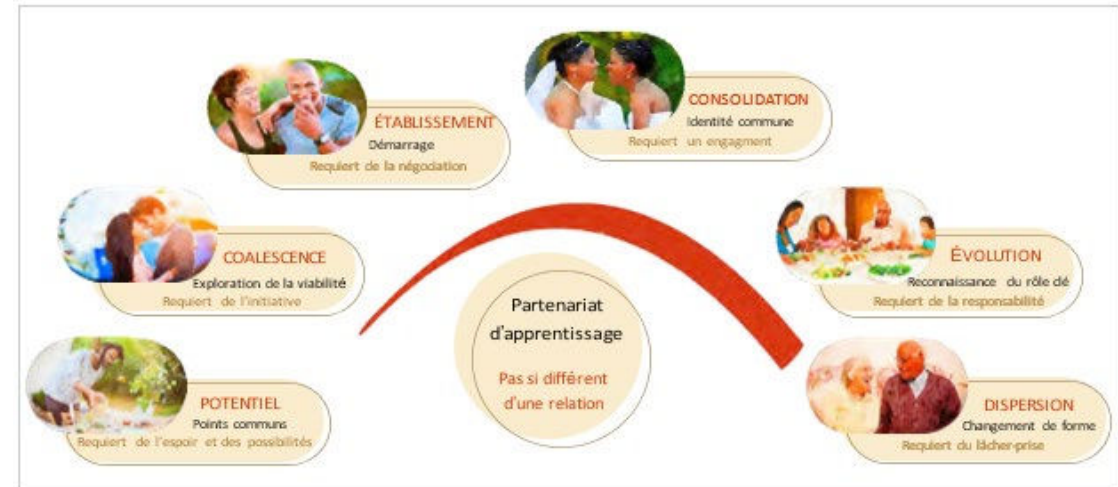 POTENTIEL
Points communs
Requiert de l'espoir et des possibilités
COALESCENCE
Exploration de la viabilité
Requiert de l'initiative
ÉTABLISSEMENT
Démarrage
Requiert de la négociation
CONSOLIDATION
Identité commune
Requiert un engagment
ÉVOLUTION
Reconnaissance du rôle clé
Requiert de la responsabilité
DISPERSION
Changement de forme
Requiert du lâcher-prise
Partenariat
d'apprentissage
Pas si différent
d'une relation